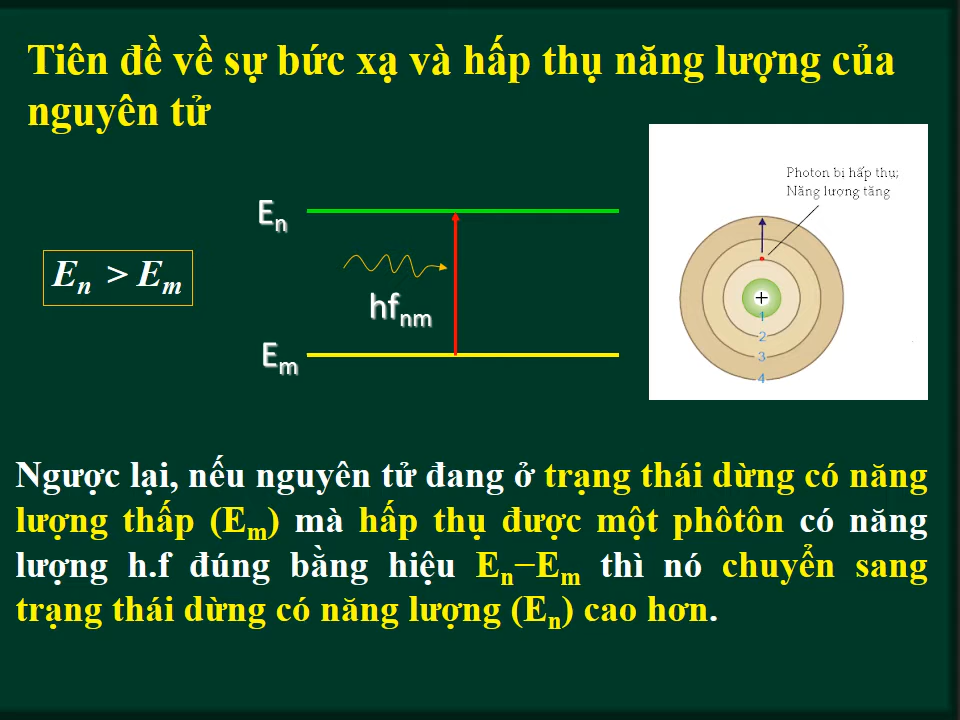 Tiên đề về sự bức xạ và hấp thụ năng lượng của
nguyên tử
Photon bi hấp thụ;
Năng lượng tăng
En
En > Em
hfnm
Em
+
1
2
3
4
Ngược lại, nếu nguyên tử đang ở trạng thái dừng có năng
lượng thấp (Em) mà hấp thụ được một phôtôn có năng
lượng h.f đúng bằng hiệu En−Em thì nó chuyển sang
trạng thái dừng có năng lượng (En) cao hơn.